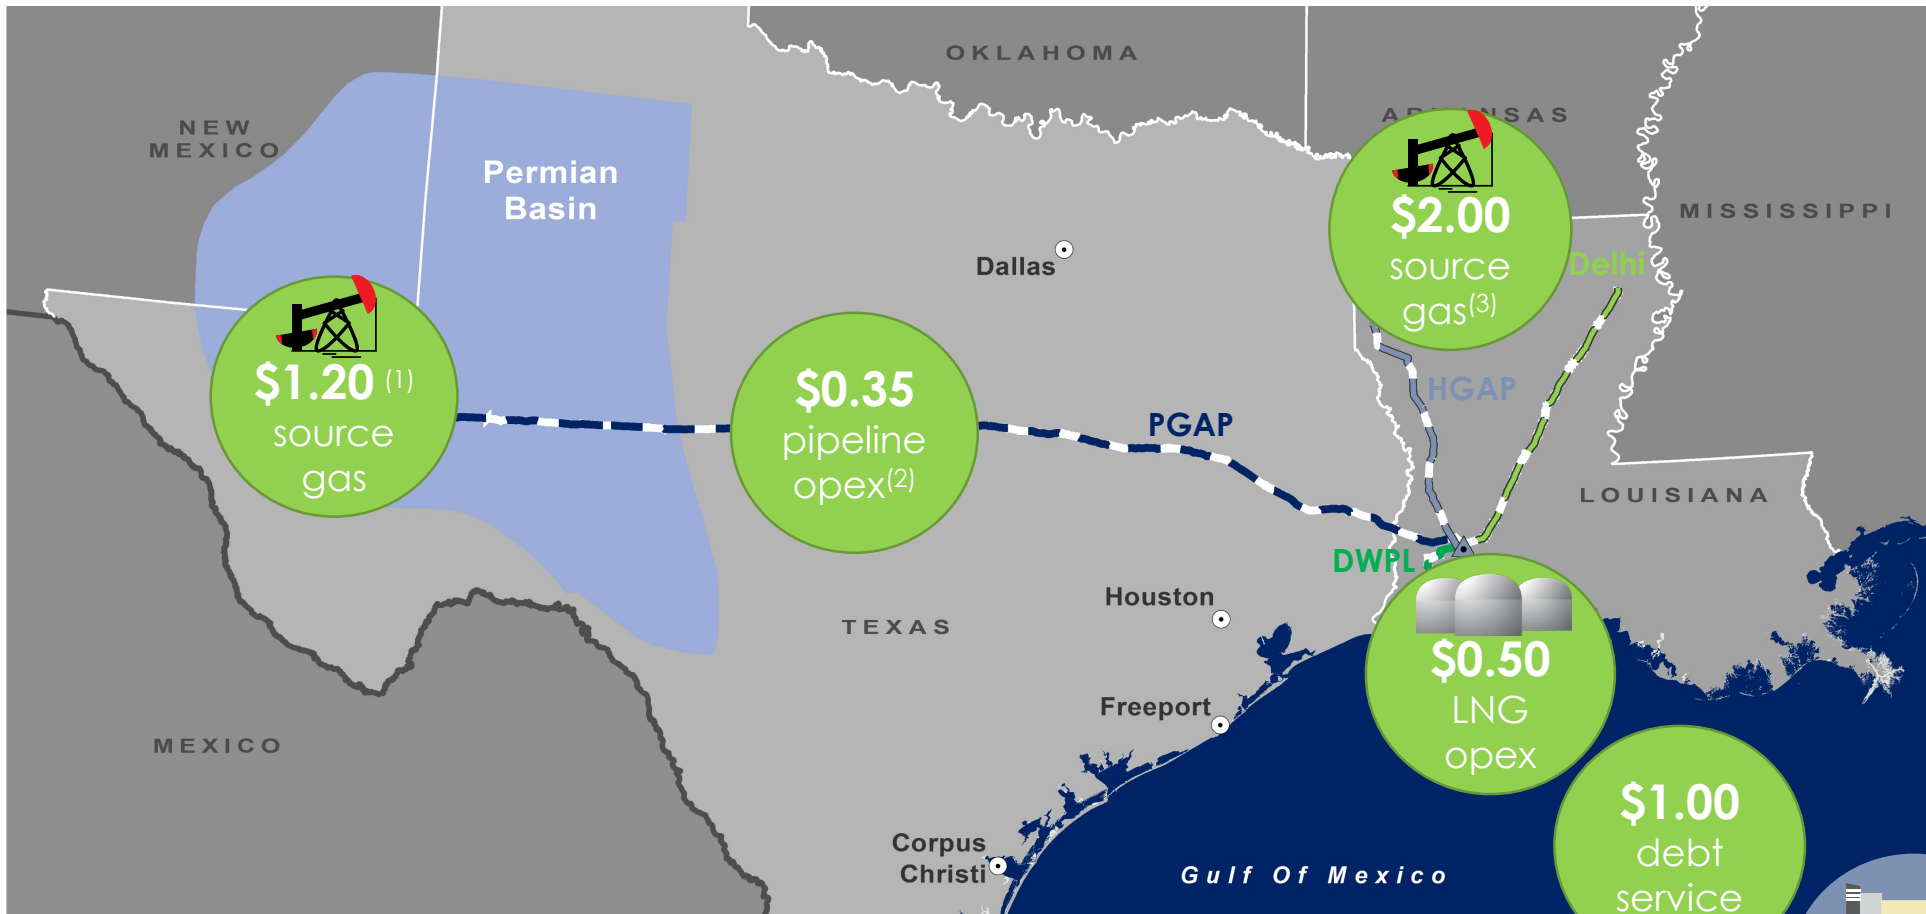 OKLAHOMA
ARKANSAS
NEW
MEXICO
Permian
Basin
$2.00
source
gas(3)
MISSISSIPPI
Dallas
Delhi
$1.20 (1)
source
gas
$0.35
pipeline
opex(2)
PGAP
HGAP
LOUISIANA
DWPL
Houston
TEXAS
$0.50
LNG
opex
Freeport
MEXICO
$1.00
debt
service
Corpus
Christi
Gulf Of Mexico